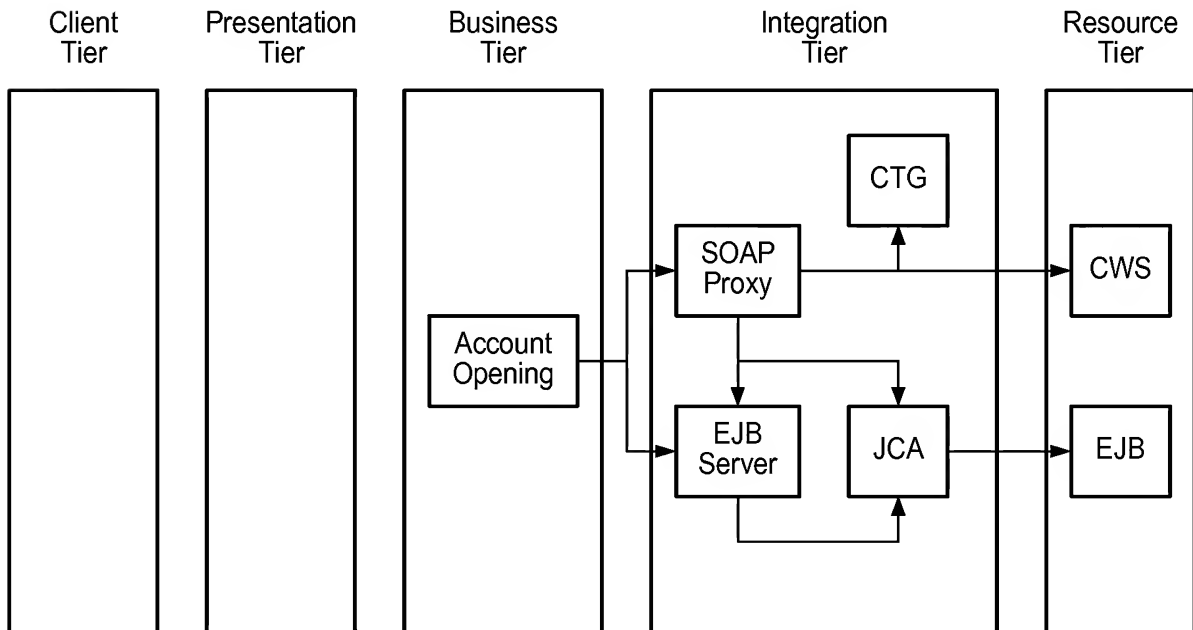 Client
Tier
Presentation
Tier
Business
Tier
Integration
Tier
Resource
Tier
CTG
SOAP
Proxy
CWS
Account
Opening
EJB
Server
JCA
EJB